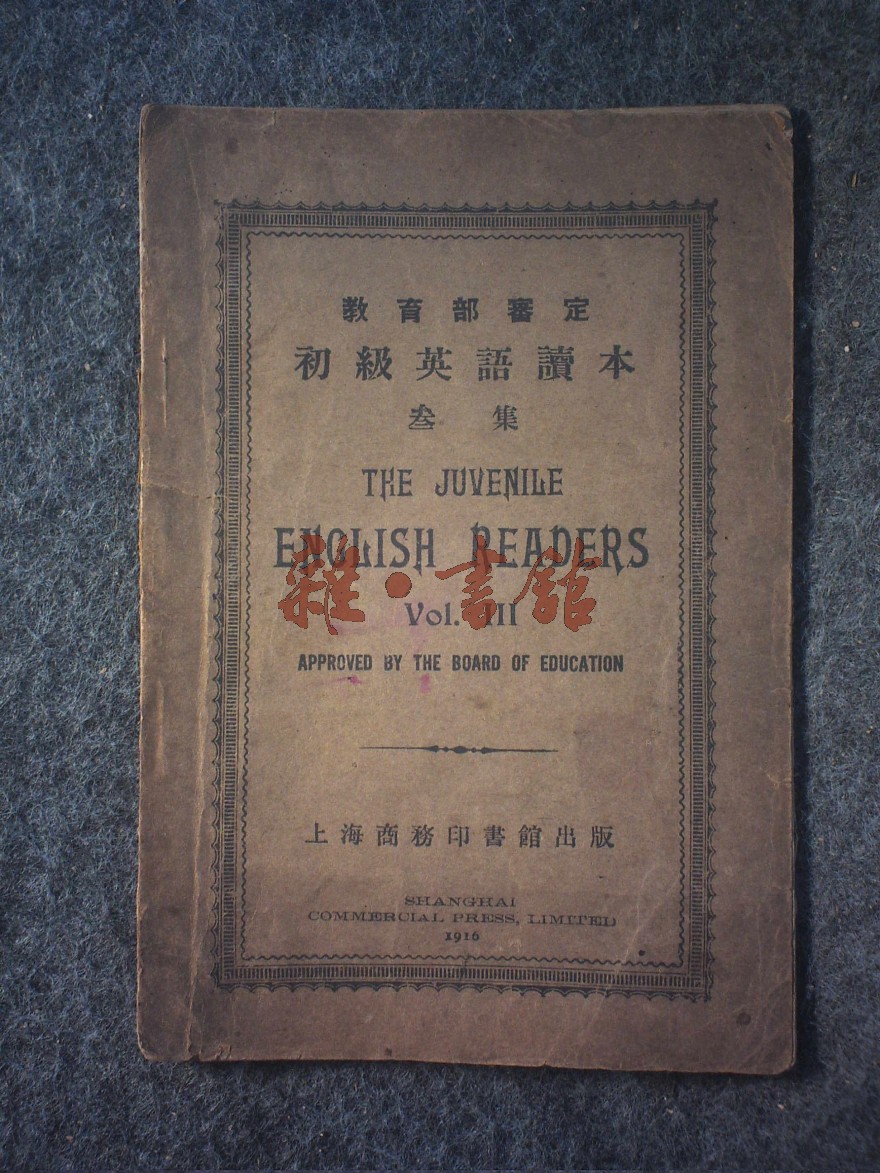 教育部審定
初級英語讀本
叁集
THE JUVENILE
ENGLISH READERS
雜·書館
Vol. III
APPROVED BY THE BOARD OF EDUCATION
上海商務印書館出版
SHANGHAI
COMMERCIAL PRESS, LIMITED
1916